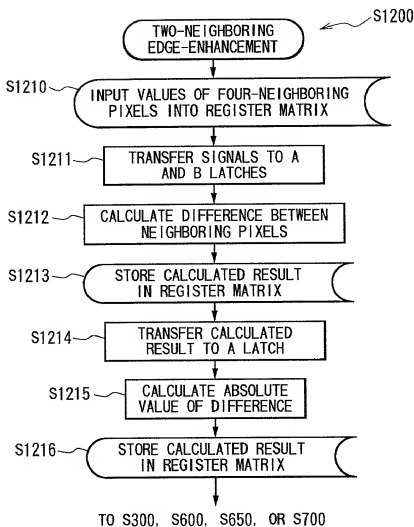 S1200
TWO-NEIGHBORING
EDGE-ENHANCEMENT
S1210
INPUT VALUES OF FOUR-NEIGHBORING
PIXELS INTO REGISTER MATRIX
S1211
TRANSFER SIGNALS TO A
AND B LATCHES
S1212
CALCULATE DIFFERENCE BETWEEN
NEIGHBORING PIXELS
S1213
STORE CALCULATED RESULT
IN REGISTER MATRIX
S1214
TRANSFER CALCULATED
RESULT TO A LATCH
S1215
CALCULATE ABSOLUTE
VALUE OF DIFFERENCE
S1216
STORE CALCULATED RESULT
IN REGISTER MATRIX
TO S300, S600, S650, OR S700